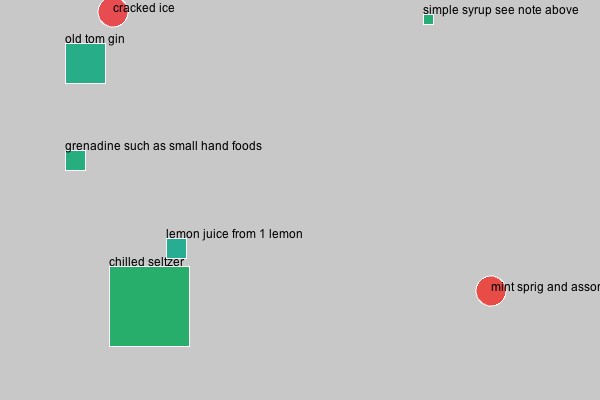 cracked ice
simple syrup see note above
old tom gin
grenadine such as small hand foods
lemon juice from 1 lemon
chilled seltzer
mint sprig and